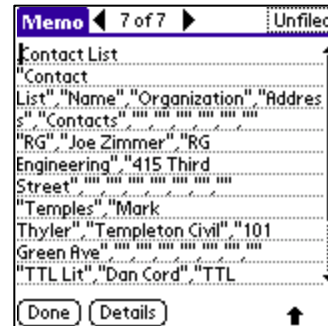 Memo 7 of 7 Unfiled
Contact List
"Contact
List","Name","Organization","Addres
s","Contacts","","","","","",""
"RG","Joe Zimmer","RG
Engineering","415 Third
Street","","","","","","",""
"Temples","Mark
Thyler","Templeton Civil","101
Green Ave","","","","","","",""
"TTL Lit","Dan Cord","TTL
Done Details